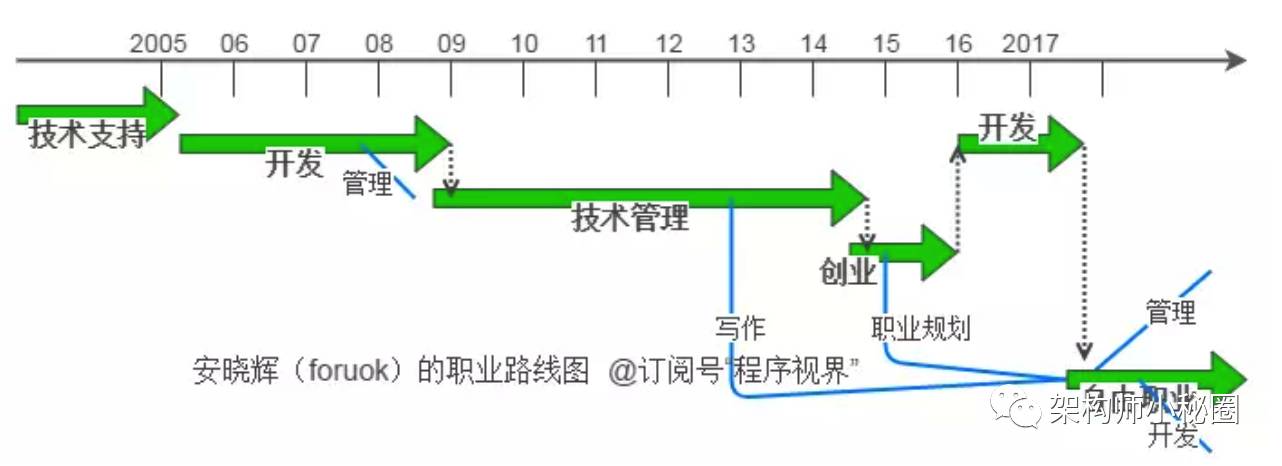 2005 06 07 08 09 10 11 12 13 14 15 16 2017
技术支持
开发
开发
管理
技术管理
创业
写作
职业规划
管理
安晓辉（foruok）的职业路线图 @订阅号“程序视界”
自由职业
架构师小秘圈
开发